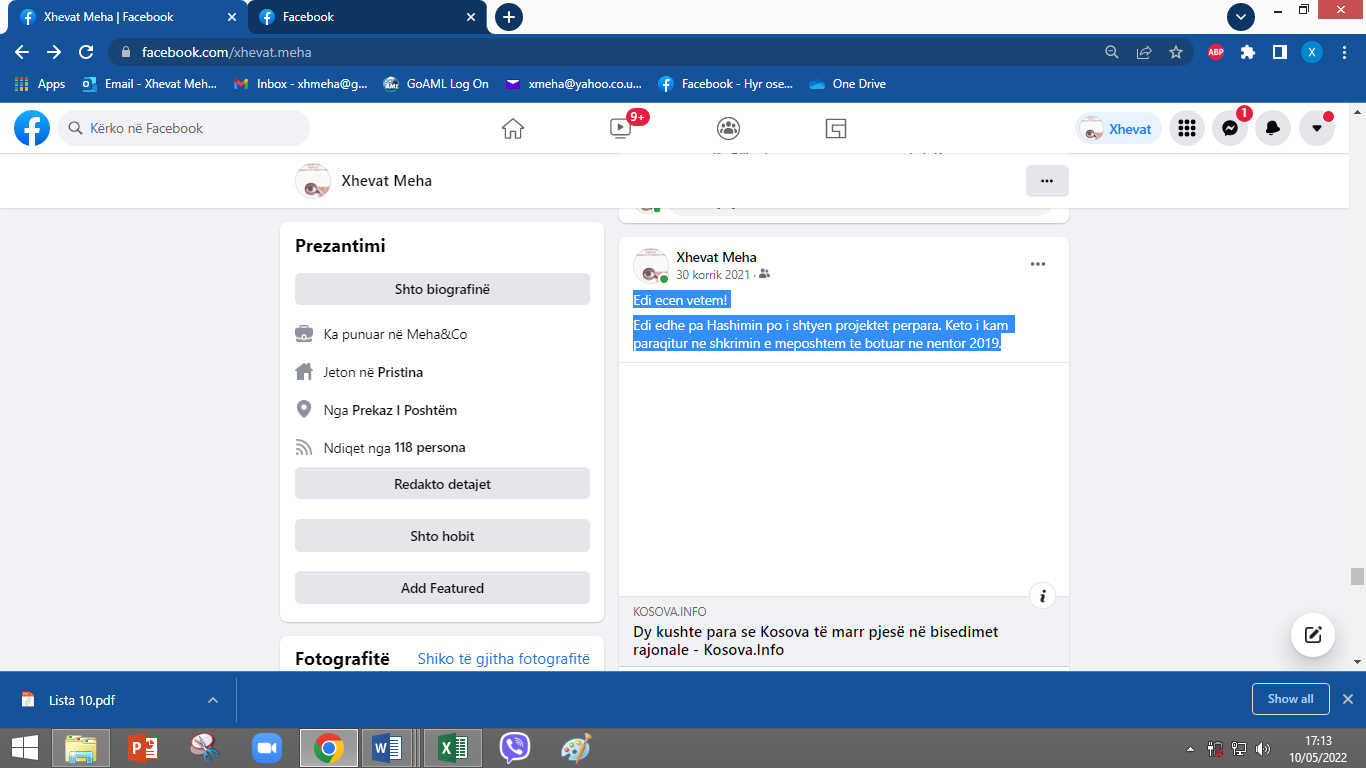 Xhevat Meha | Facebook
Facebook
facebook.com/xhevat.meha
ABP
X
Apps
Email - Xhevat Meh...
Inbox - xhmeha@g...
GoAML Log On
xmeha@yahoo.co.u...
Facebook - Hyr ose...
One Drive
Kërko në Facebook
9+
Xhevat
1
Xhevat Meha
Prezantimi
Shto biografinë
Ka punuar në Meha&Co
Jeton në Pristina
Nga Prekaz I Poshtëm
Ndiqet nga 118 persona
Redakto detajet
Shto hobit
Add Featured
Fotografitë
Shiko të gjitha fotografitë
Xhevat Meha
30 korrik 2021 ·
Edi ecen vetem!
Edi edhe pa Hashimin po i shtyen projektet perpara. Keto i kam
paraqitur ne shkrimin e meposhtem te botuar ne nentor 2019.
KOSOVA.INFO
Dy kushte para se Kosova të marr pjesë në bisedimet
rajonale - Kosova.Info
Lista 10.pdf
Show all
17:13
10/05/2022